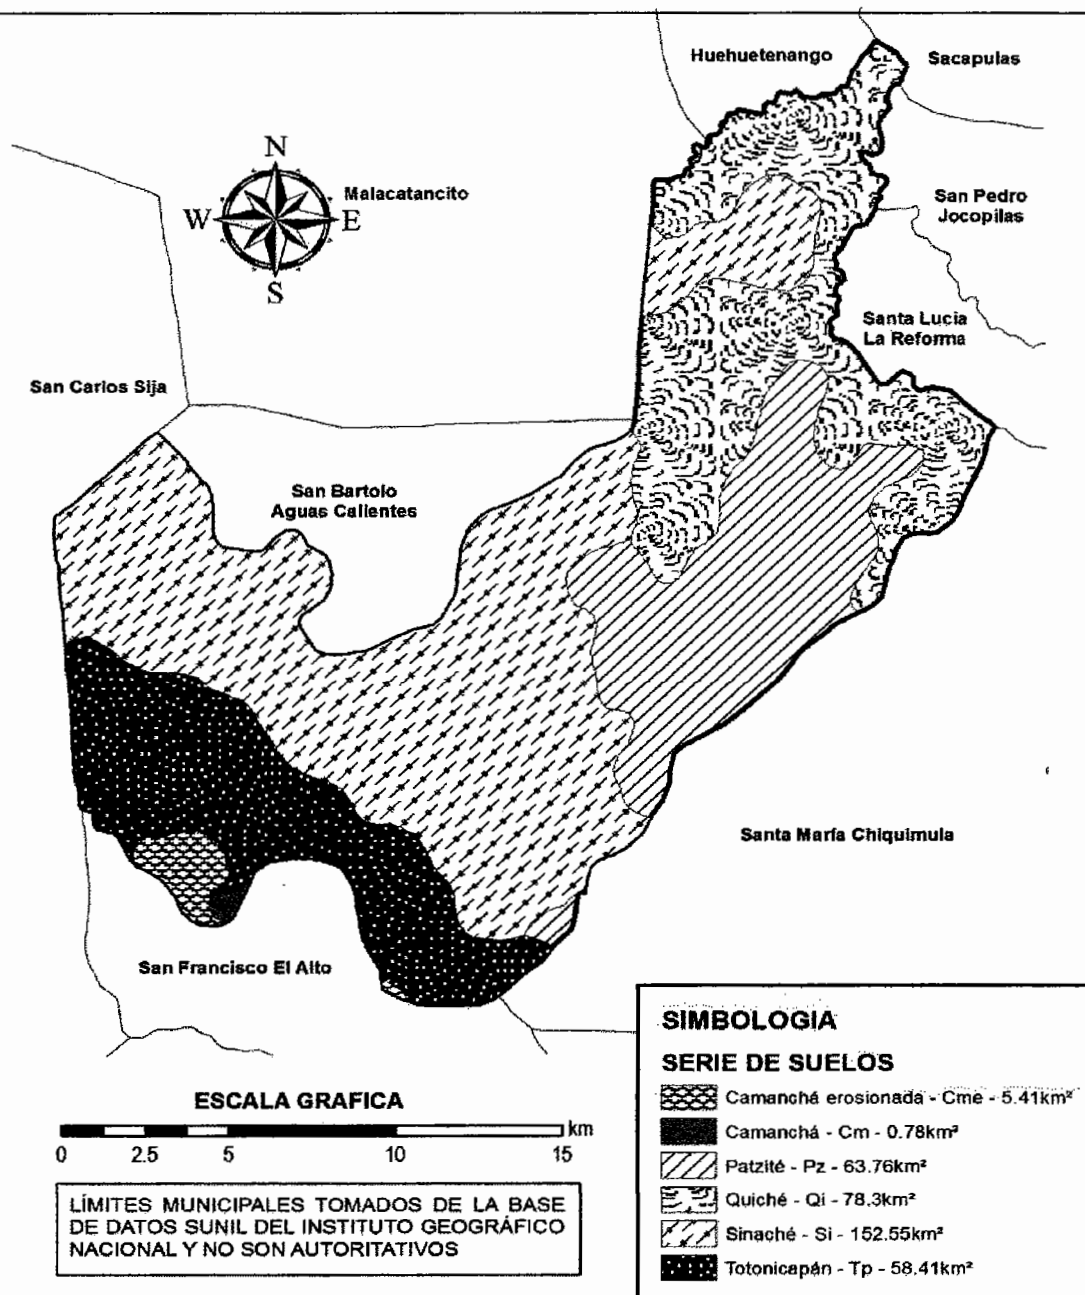 Huehuetenango
Sacapulas
N
Malacatancito
W
E
S
San Pedro
Jocopilas
Santa Lucia
La Reforma
San Carlos Sija
San Bartolo
Aguas Calientes
Santa María Chiquimula
San Francisco El Alto
ESCALA GRAFICA
km
0 2.5 5 10 15
LÍMITES MUNICIPALES TOMADOS DE LA BASE
DE DATOS SUNIL DEL INSTITUTO GEOGRÁFICO
NACIONAL Y NO SON AUTORITATIVOS
SIMBOLOGIA
SERIE DE SUELOS
Camanchá erosionada - Cme - 5.41km²
Camanchá - Cm - 0.78km²
Patzité - Pz - 63.76km²
Quiché - Qi - 78.3km²
Sinaché - Si - 152.55km²
Totonicapán - Tp - 58.41km²